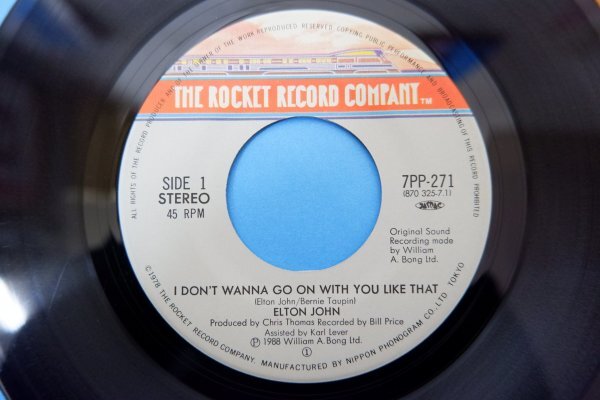 ALL RIGHTS OF THE RECORD PRODUCER AND OF THE OWNER OF THE WORK REPRODUCED RESERVED COPYING PUBLIC PERFORMANCE AND BROADCASTING OF THIS RECORD PROHIBITED
THE ROCKET RECORD COMPANY™
SIDE 1
STEREO
45 RPM
7PP-271
(870 325-7.1)
Original Sound
Recording made
by William
A. Bong Ltd.
I DON'T WANNA GO ON WITH YOU LIKE THAT
(Elton John/Bernie Taupin)
ELTON JOHN
Produced by Chris Thomas Recorded by Bill Price
Assisted by Karl Lever
Ⓟ 1988 William A. Bong Ltd.
①
©1978 THE ROCKET RECORD COMPANY. MANUFACTURED BY NIPPON PHONOGRAM CO., LTD. TOKYO